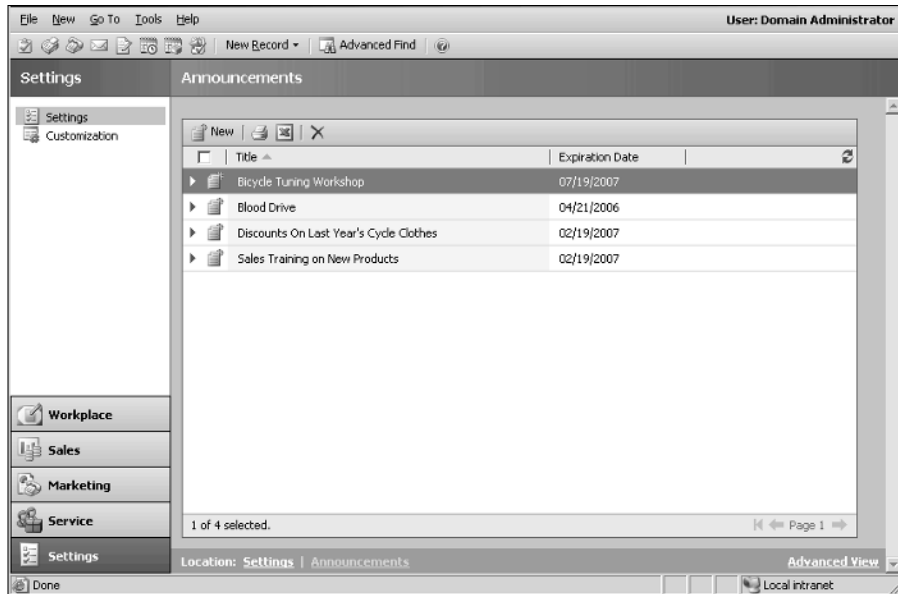 File New Go To Tools Help User: Domain Administrator
New Record Advanced Find
Settings
Announcements
Settings
Customization
New
Title Expiration Date
Bicycle Tuning Workshop 07/19/2007
Blood Drive 04/21/2006
Discounts On Last Year's Cycle Clothes 02/19/2007
Sales Training on New Products 02/19/2007
Workplace
Sales
Marketing
Service
Settings
1 of 4 selected. Page 1
Location: Settings | Announcements Advanced View
Done Local intranet